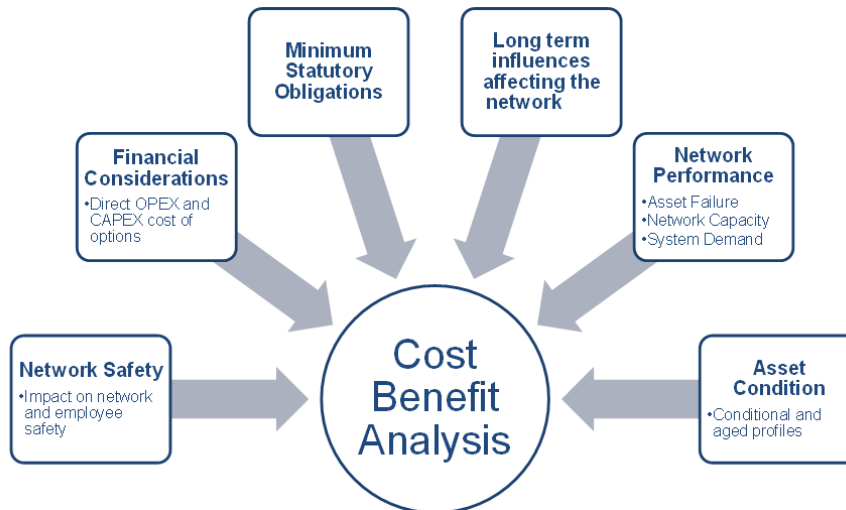 Minimum
Statutory
Obligations
Long term
influences
affecting the
network
Financial
Considerations
•Direct OPEX and
CAPEX cost of
options
Network
Performance
•Asset Failure
•Network Capacity
•System Demand
Network Safety
•Impact on network
and employee
safety
Cost
Benefit
Analysis
Asset
Condition
•Conditional and
aged profiles